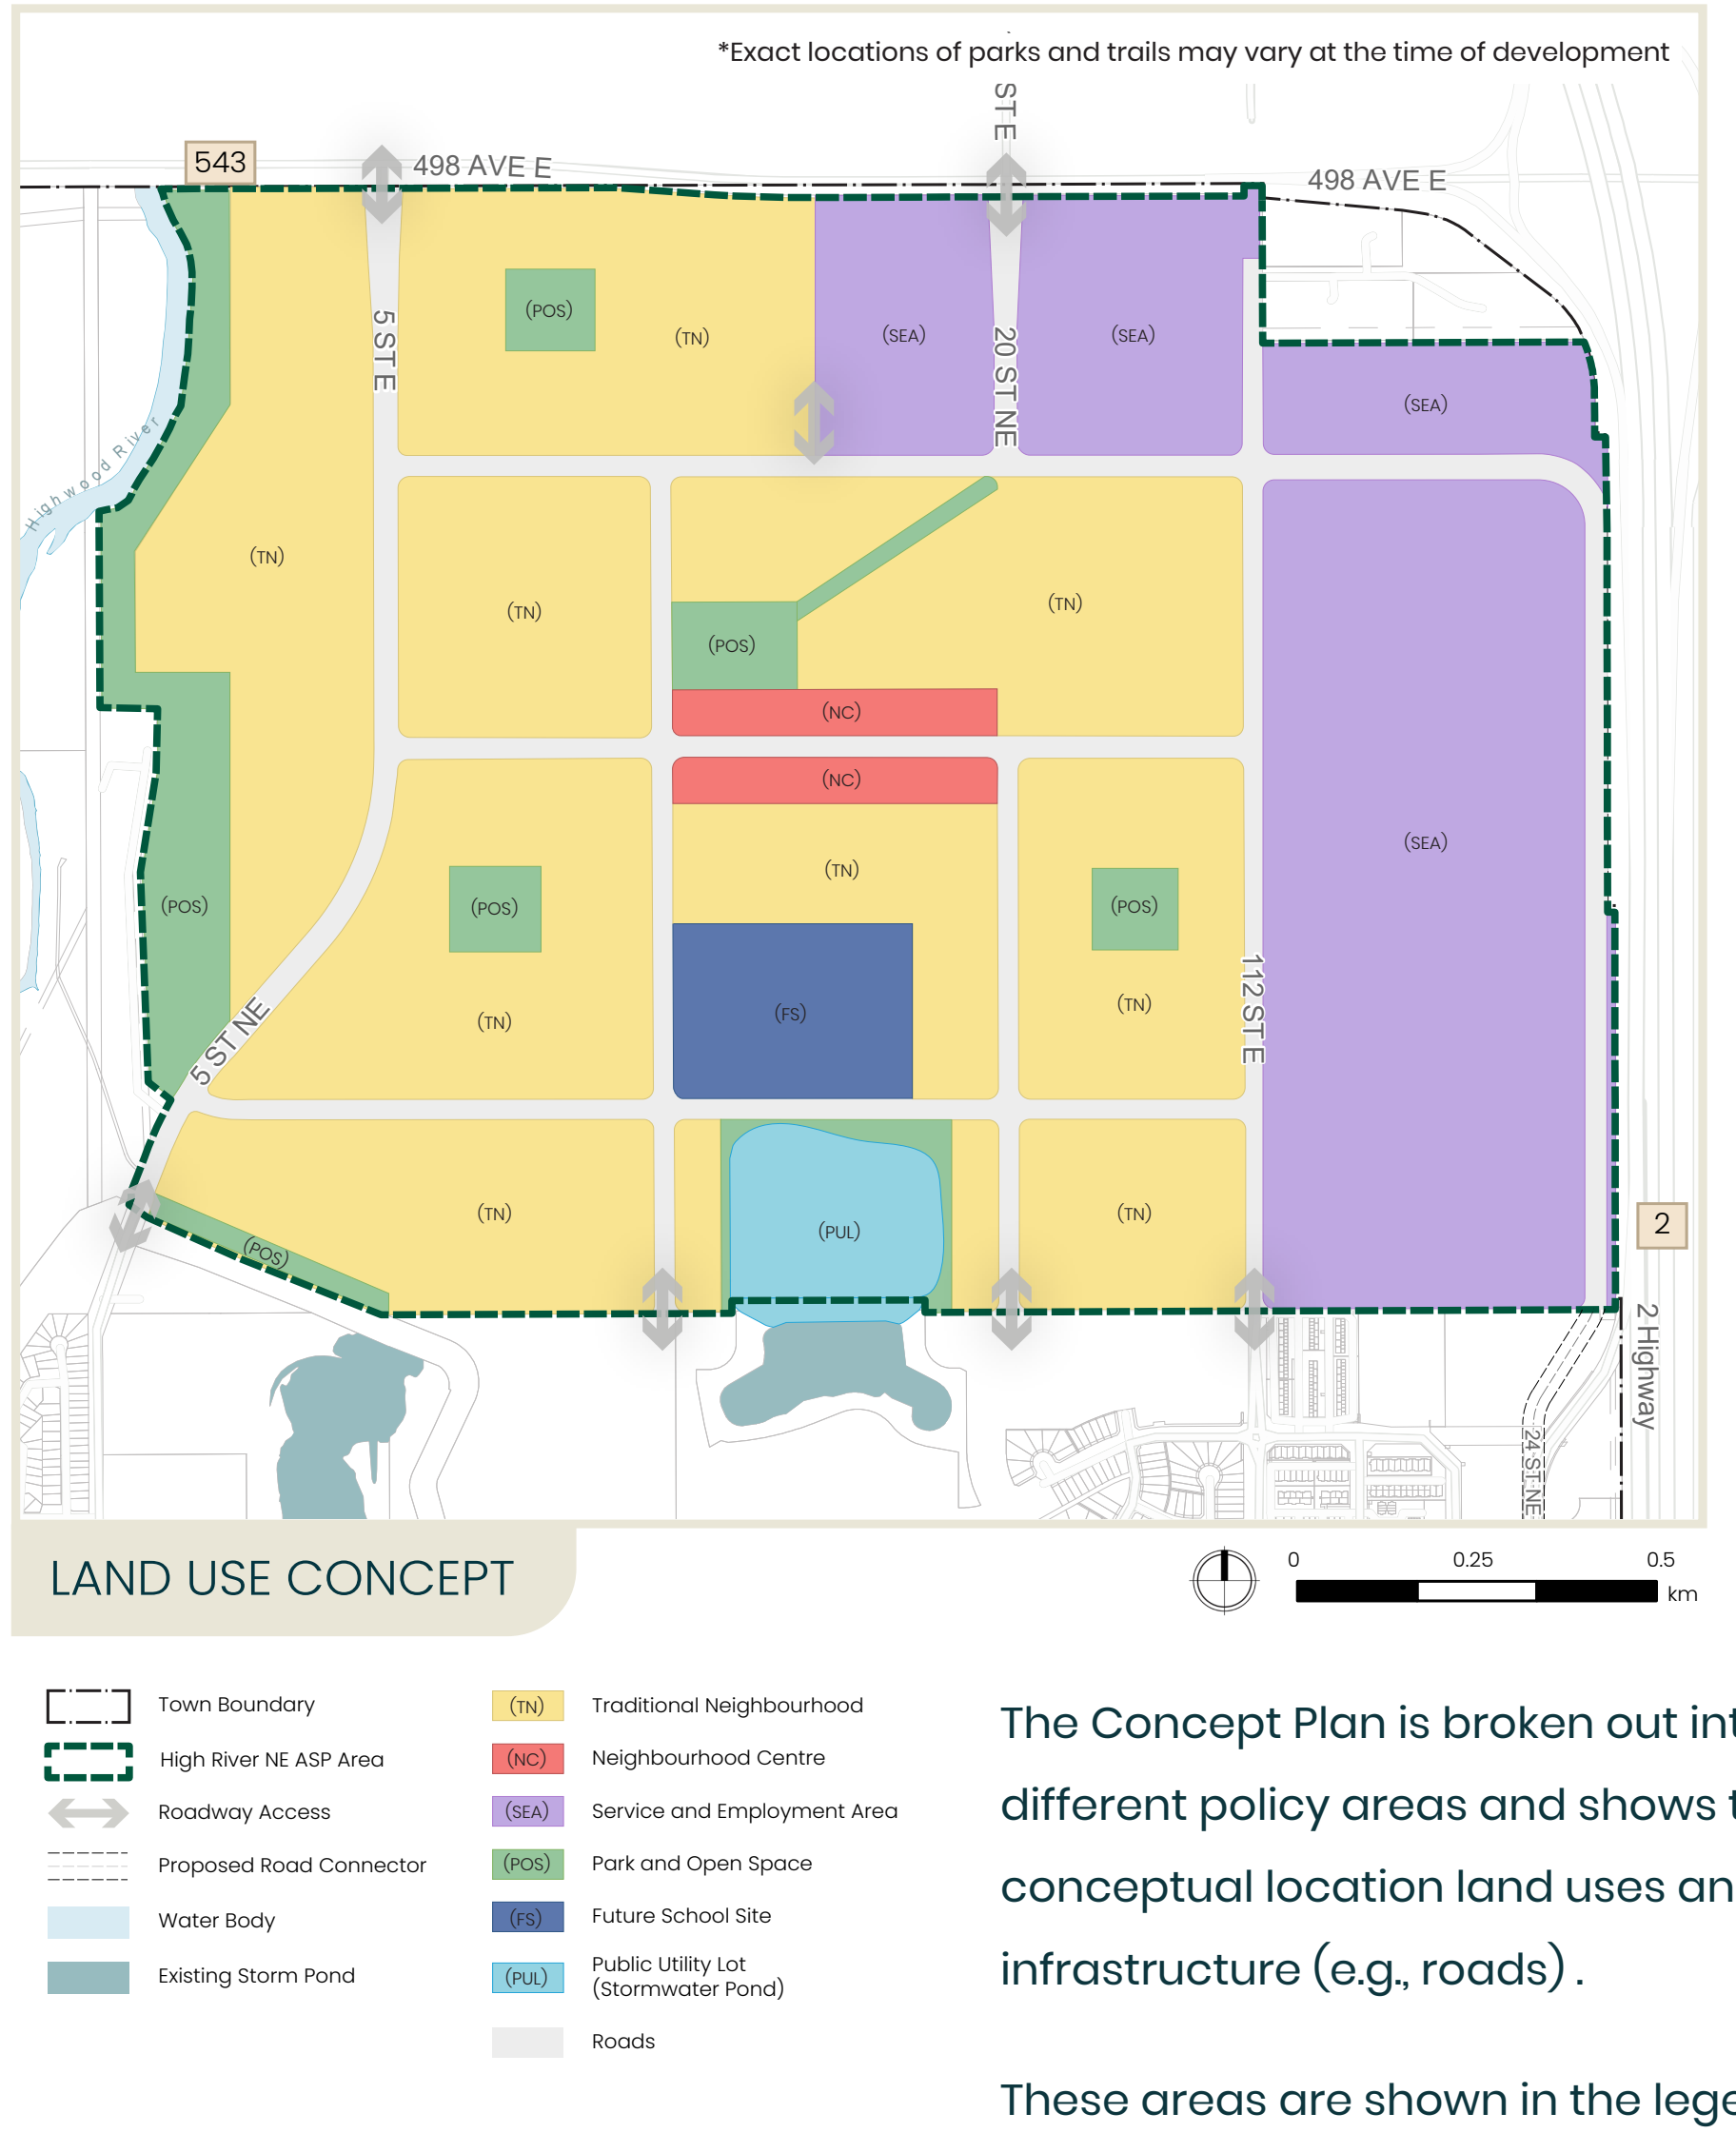 *Exact locations of parks and trails may vary at the time of development
ST E
543
498 AVE E
498 AVE E
5 ST E
(POS)
(TN)
(SEA)
20 ST NE
(SEA)
(SEA)
Highwood River
(TN)
(TN)
(TN)
(POS)
(NC)
(NC)
(SEA)
(TN)
(POS)
(POS)
(POS)
(FS)
(TN)
(TN)
112 ST E
5 ST NE
(TN)
(PUL)
(TN)
(POS)
2
2 Highway
24 ST NE
LAND USE CONCEPT
0 0.25 0.5
km
Town Boundary
High River NE ASP Area
Roadway Access
Proposed Road Connector
Water Body
Existing Storm Pond
(TN) Traditional Neighbourhood
(NC) Neighbourhood Centre
(SEA) Service and Employment Area
(POS) Park and Open Space
(FS) Future School Site
(PUL) Public Utility Lot
(Stormwater Pond)
Roads
The Concept Plan is broken out
different policy areas and shows
conceptual location land uses
infrastructure (e.g., roads) .
These areas are shown in the